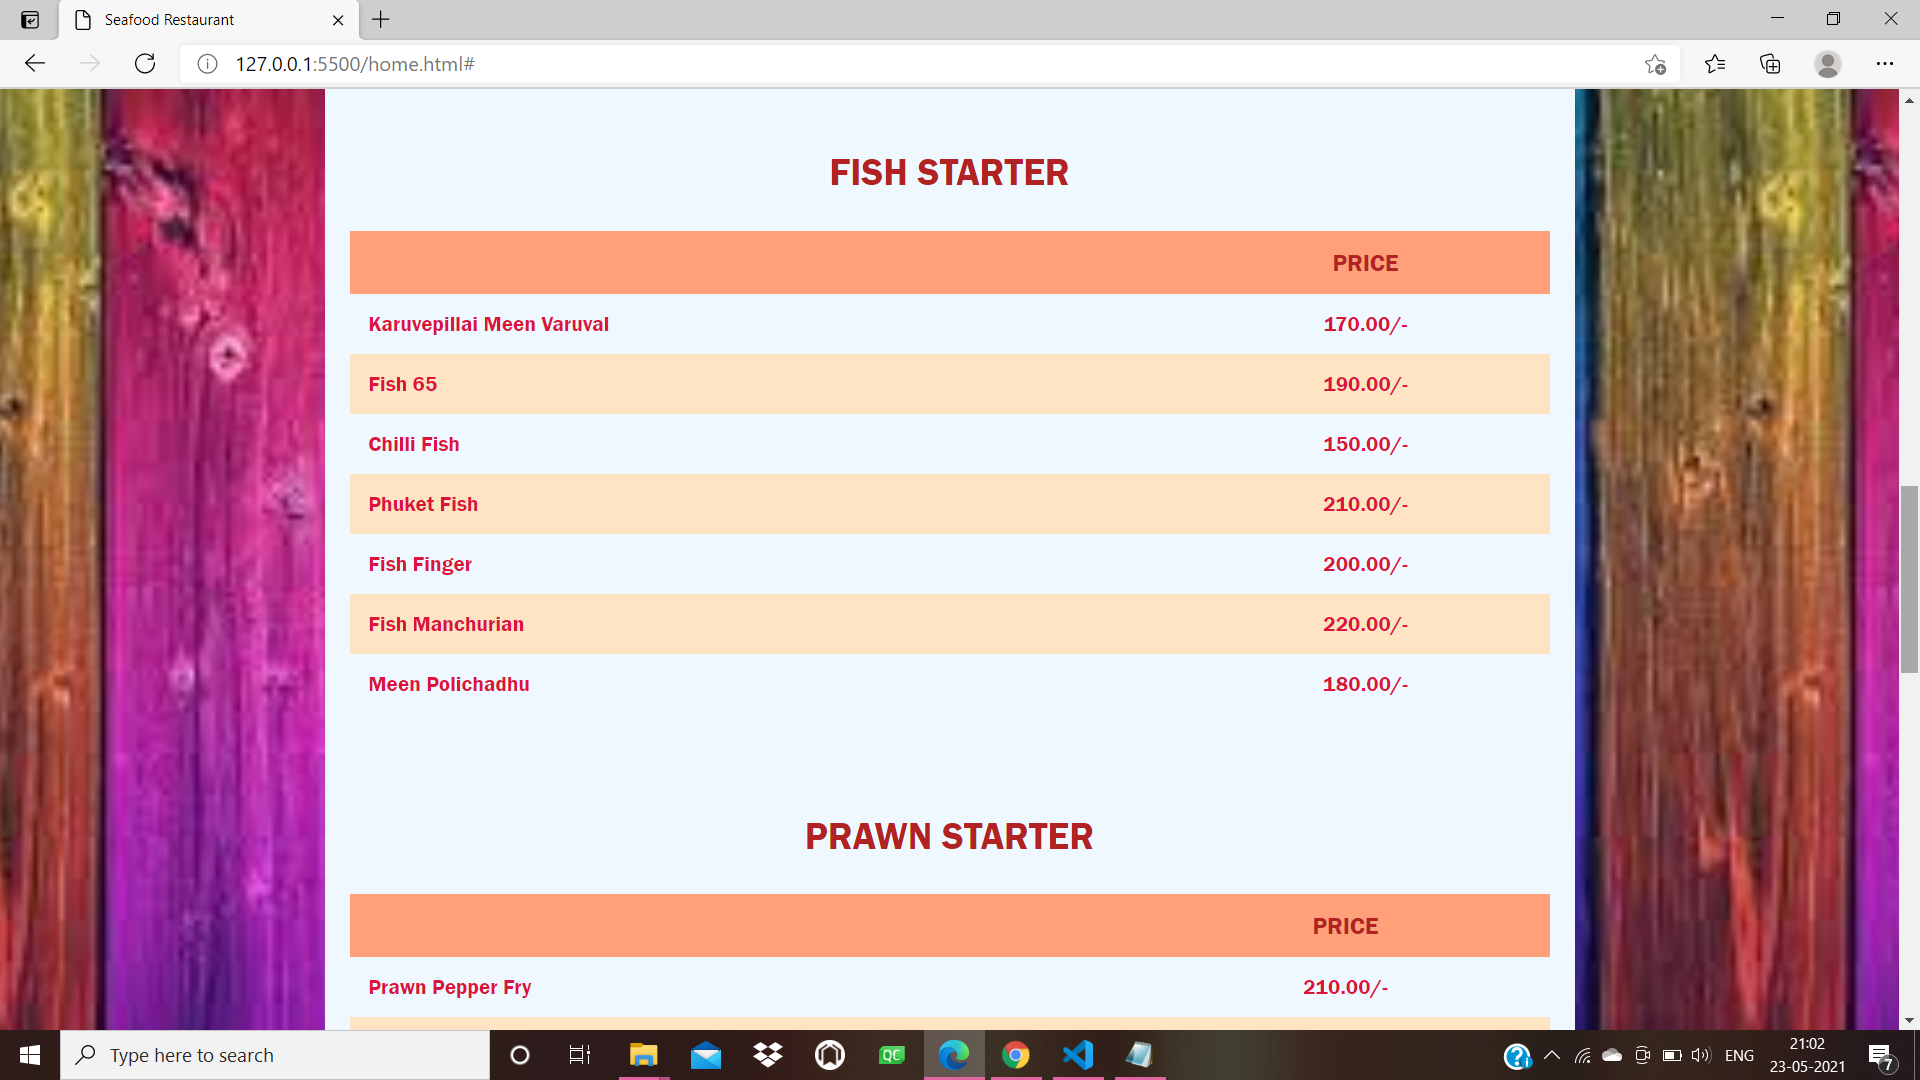 Seafood Restaurant
127.0.0.1:5500/home.html#
FISH STARTER
PRICE
Karuvepillai Meen Varuval 170.00/-
Fish 65 190.00/-
Chilli Fish 150.00/-
Phuket Fish 210.00/-
Fish Finger 200.00/-
Fish Manchurian 220.00/-
Meen Polichadhu 180.00/-
PRAWN STARTER
PRICE
Prawn Pepper Fry 210.00/-
Type here to search
QC
ENG
21:02
23-05-2021
7